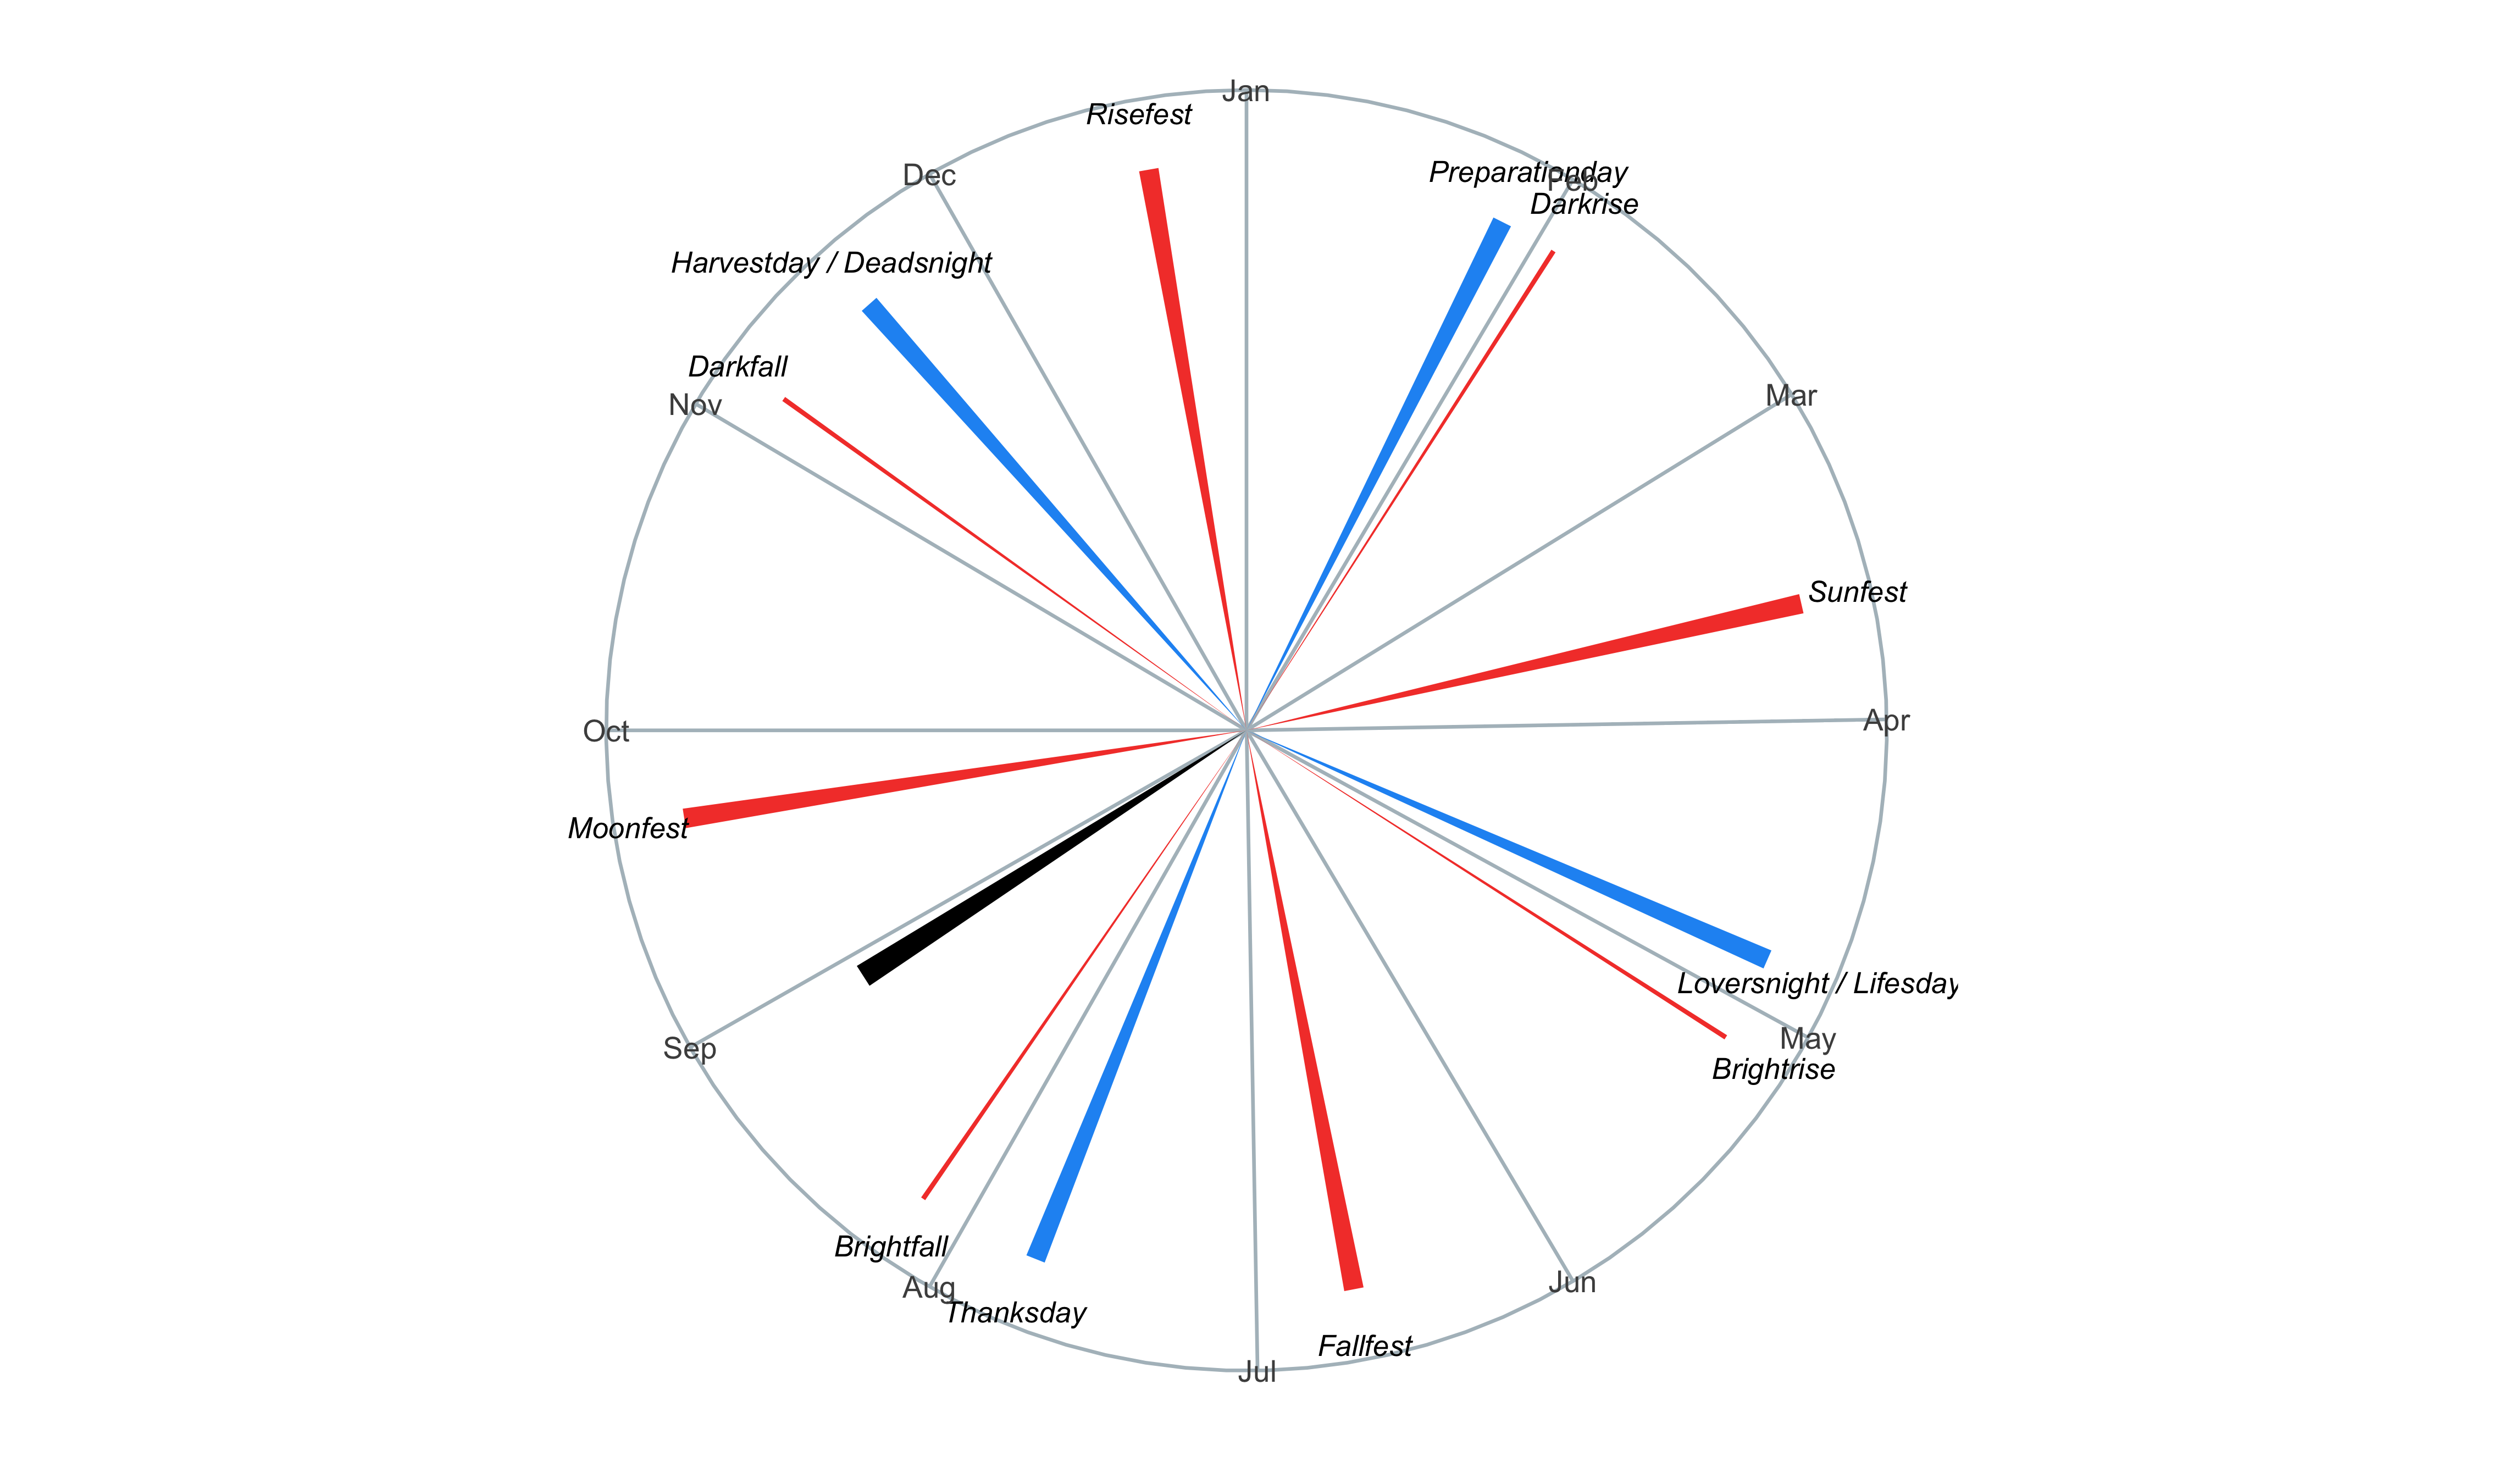 Jan
Risefest
Preparationday
Dec
Feb
Darkrise
Harvestday / Deadsnight
Darkfall
Mar
Nov
Sunfest
Apr
Oct
Moonfest
Loversnight / Lifesday
May
Sep
Brightrise
Brightfall
Jun
Aug
Thanksday
Fallfest
Jul